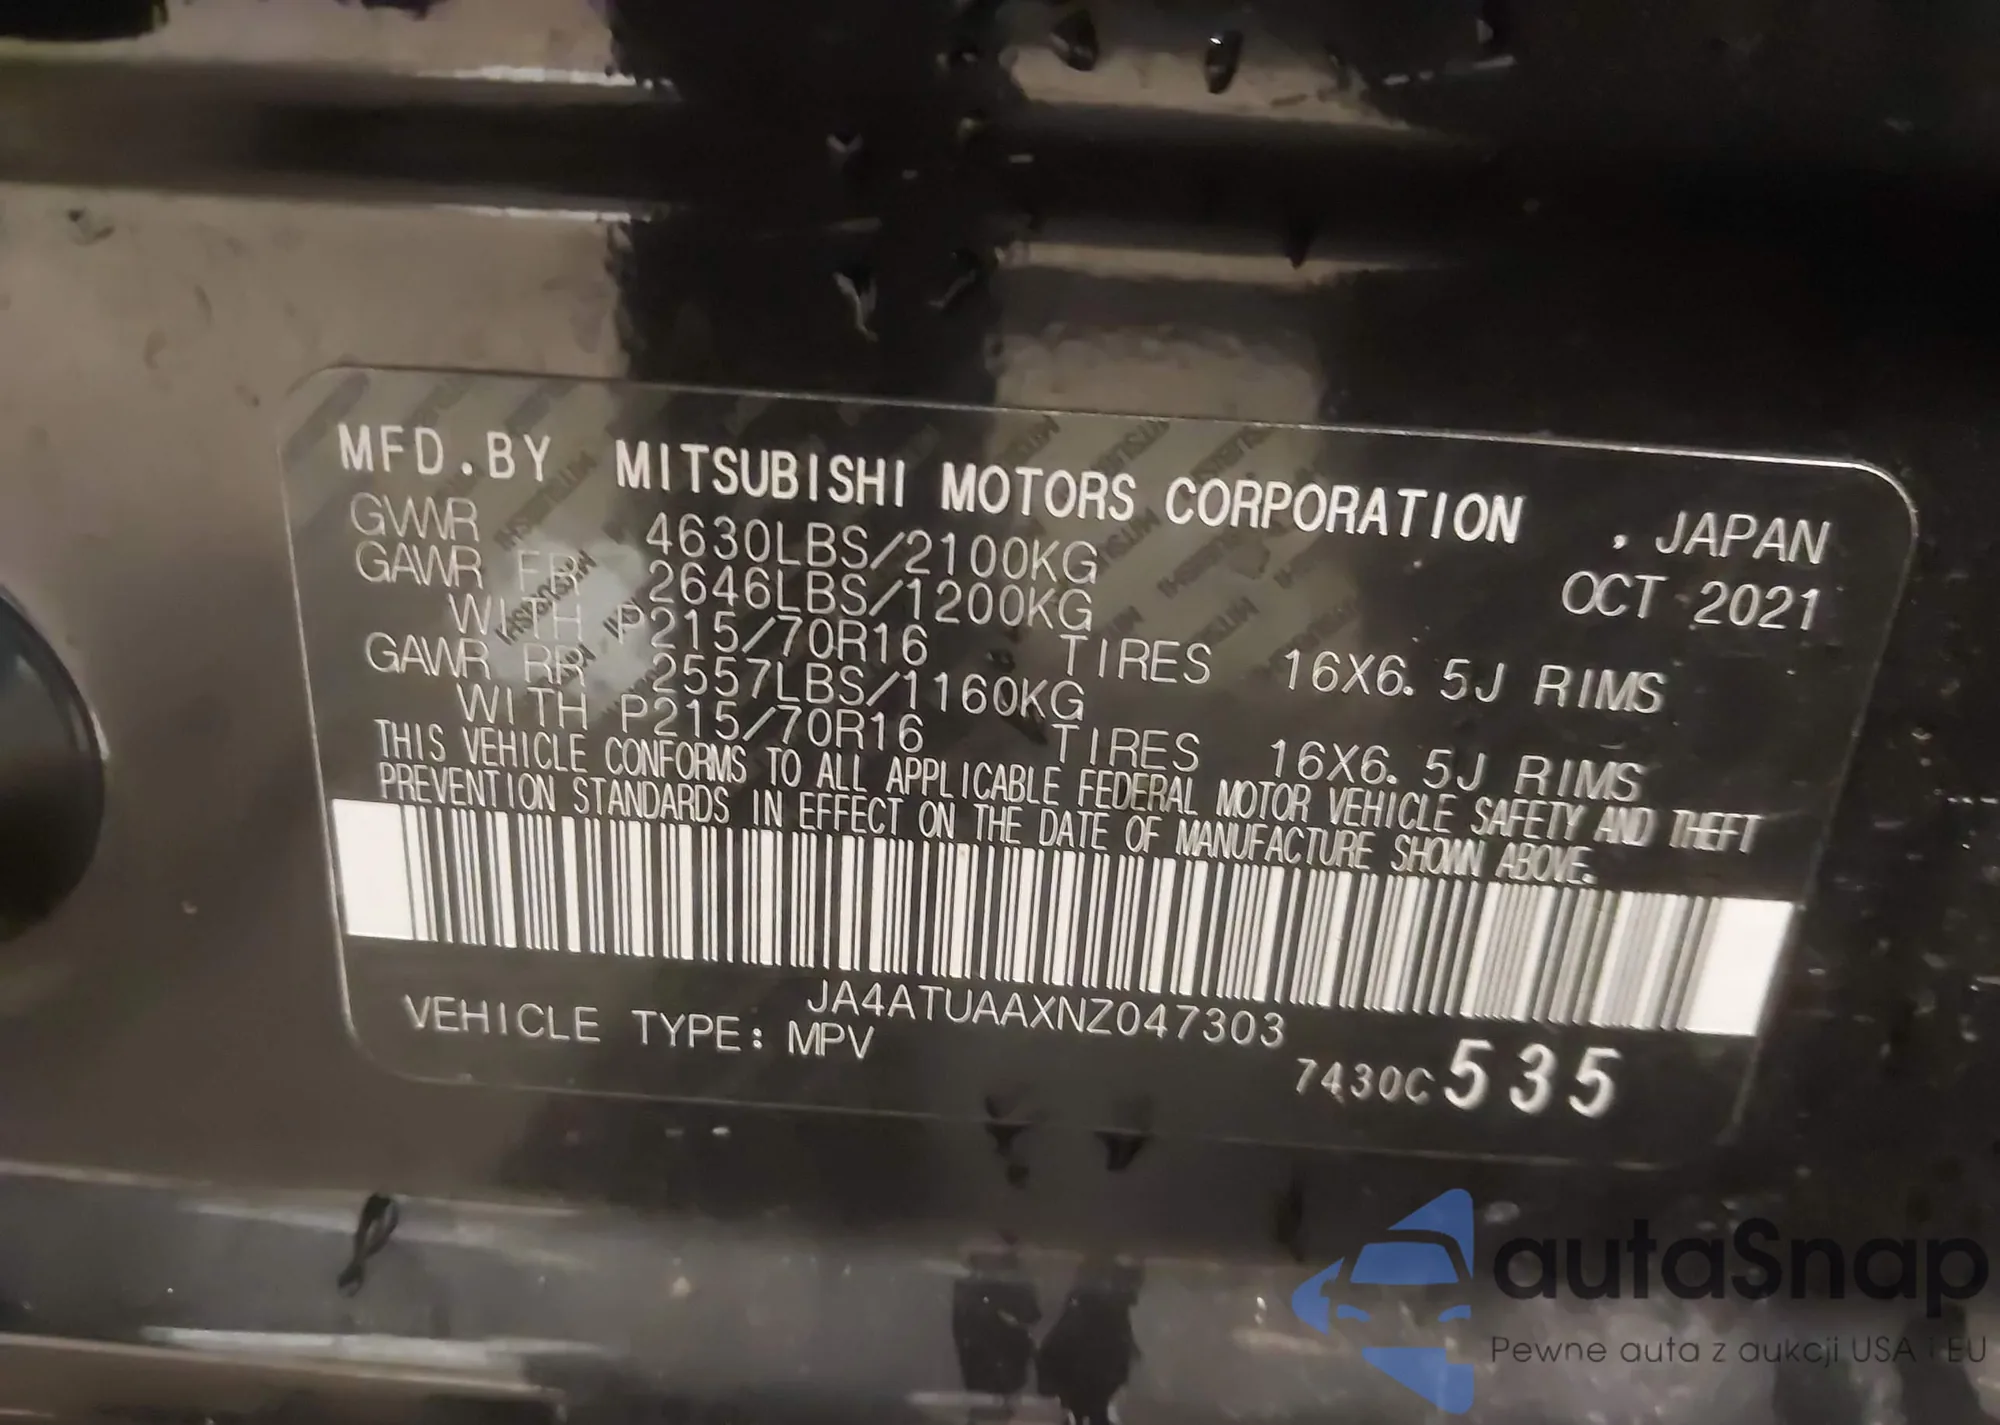 MFD.BY MITSUBISHI MOTORS CORPORATION , JAPAN
GVWR 4630LBS/2100KG OCT 2021
GAWR FR 2646LBS/1200KG
WITH P215/70R16 TIRES 16X6.5J RIMS
GAWR RR 2557LBS/1160KG
WITH P215/70R16 TIRES 16X6.5J RIMS
THIS VEHICLE CONFORMS TO ALL APPLICABLE FEDERAL MOTOR VEHICLE SAFETY AND THEFT
PREVENTION STANDARDS IN EFFECT ON THE DATE OF MANUFACTURE SHOWN ABOVE.
JA4ATUAAXNZ047303
VEHICLE TYPE: MPV
7430C535
autaSnap
Pewne auta z aukcji USA i EU